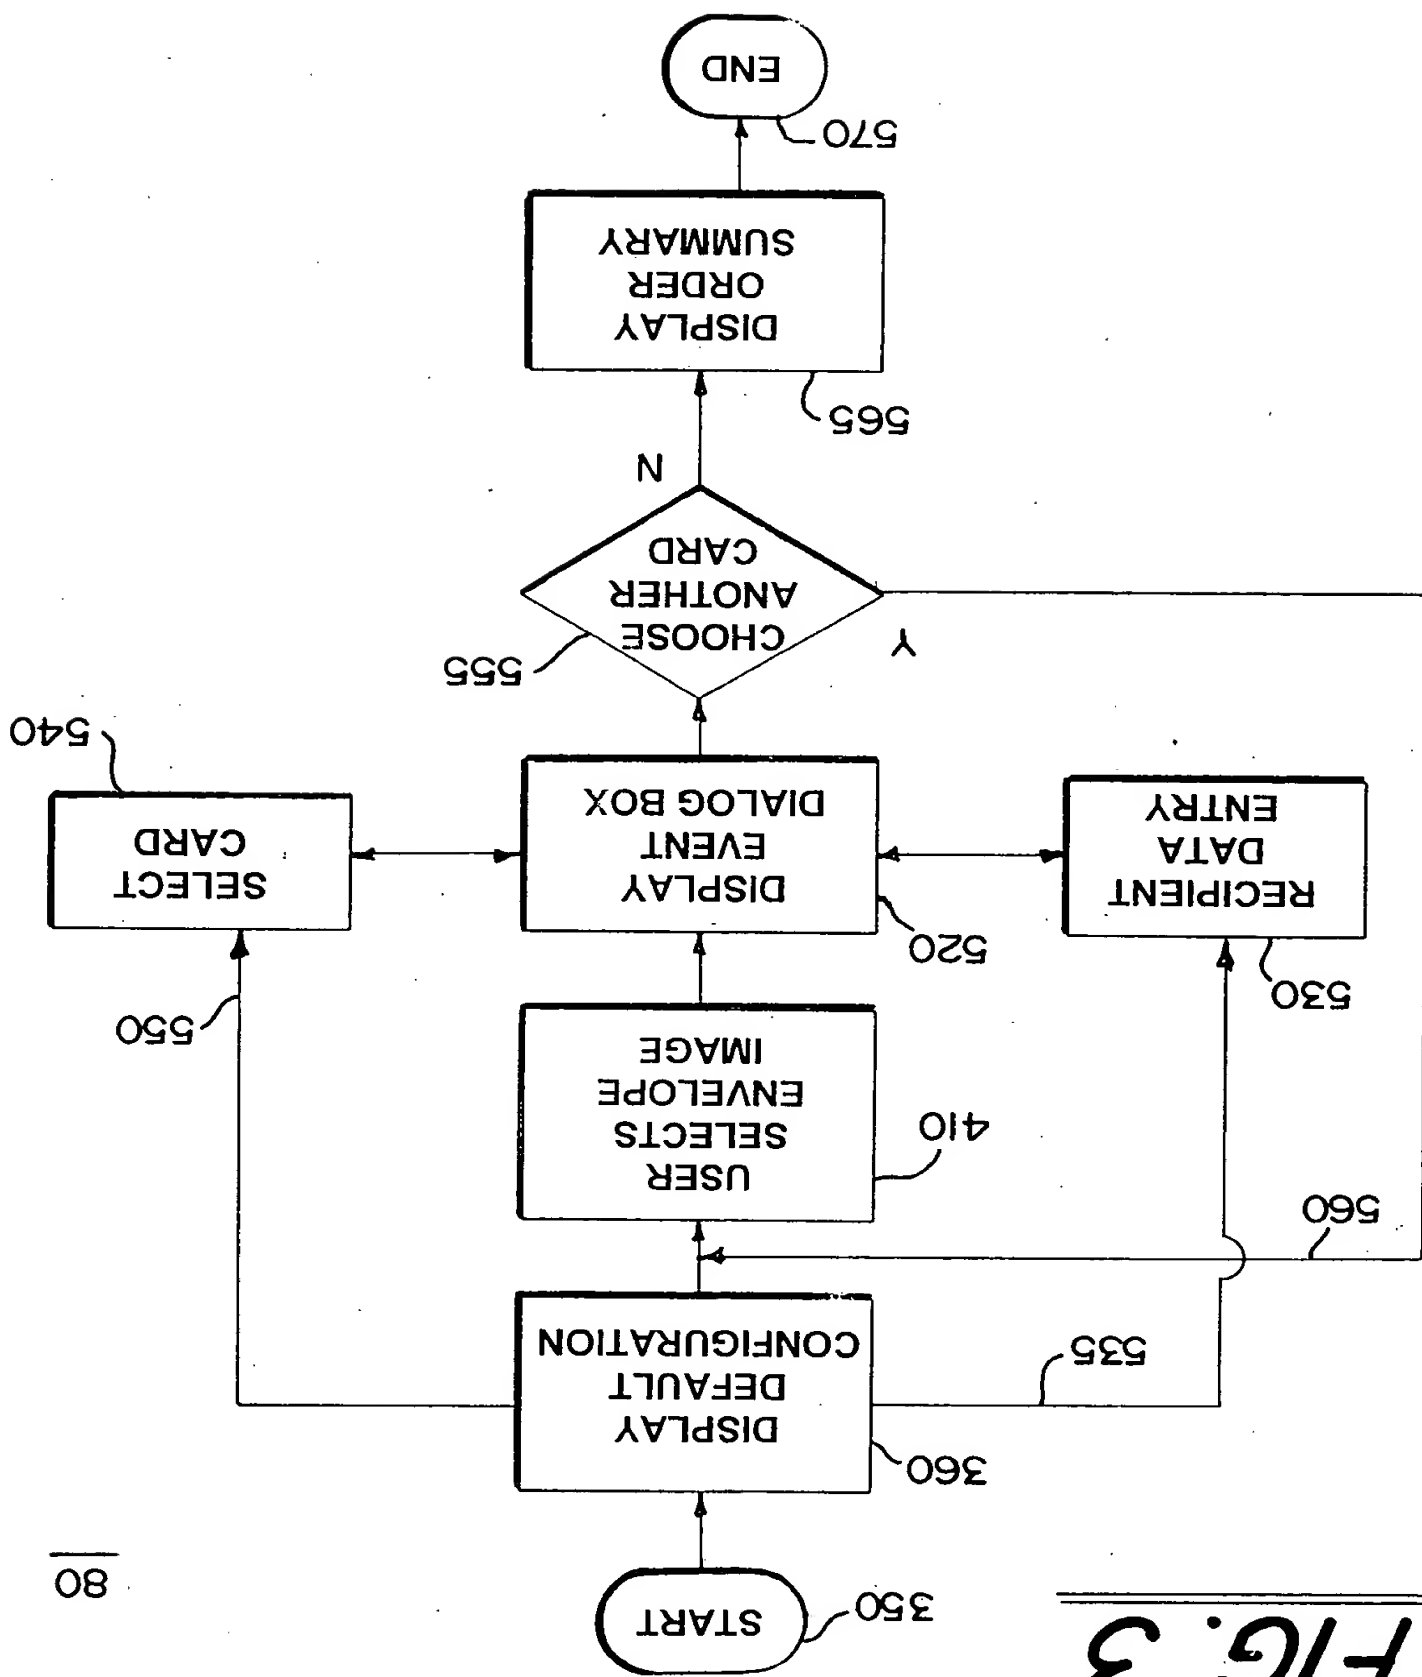 FIG. 3
80
START
350
DISPLAY
DEFAULT
CONFIGURATION
360
535
550
560
USER
SELECTS
ENVELOPE
IMAGE
410
RECIPIENT
DATA
ENTRY
530
DISPLAY
EVENT
DIALOG BOX
520
SELECT
CARD
540
CHOOSE
ANOTHER
CARD
555
Y
N
DISPLAY
ORDER
SUMMARY
565
END
570